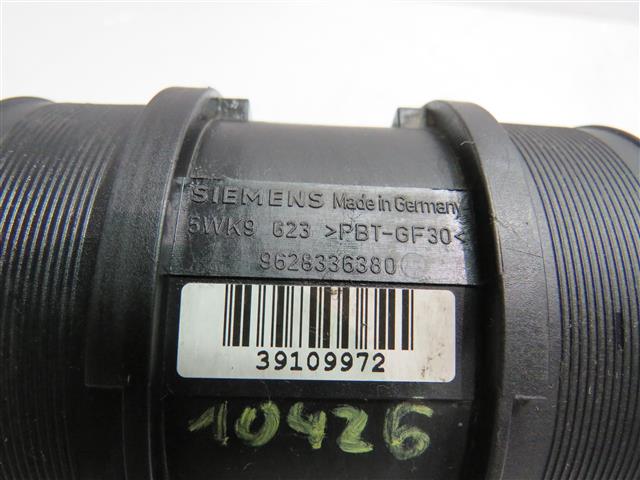 SIEMENS Made in Germany
5WK9 623 >PBT-GF30<
9628336380
39109972
10426